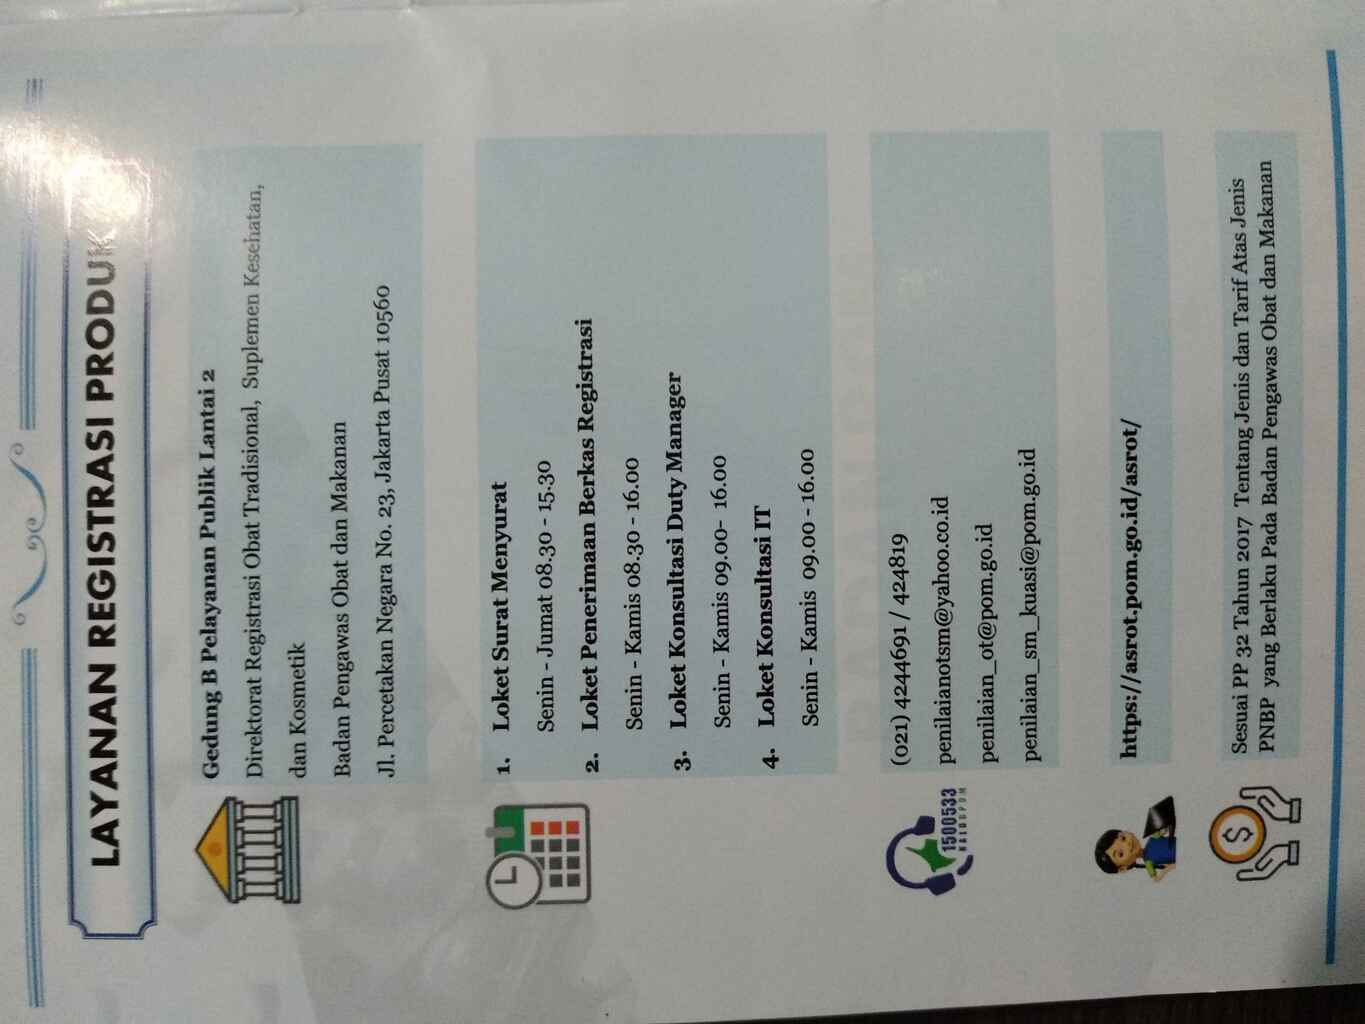 LAYANAN REGISTRASI PRODUK
Gedung B Pelayanan Publik Lantai 2
Direktorat Registrasi Obat Tradisional, Suplemen Kesehatan,
dan Kosmetik
Badan Pengawas Obat dan Makanan
Jl. Percetakan Negara No. 23, Jakarta Pusat 10560
1. Loket Surat Menyurat
Senin - Jumat 08.30 - 15.30
2. Loket Penerimaan Berkas Registrasi
Senin - Kamis 08.30 - 16.00
3. Loket Konsultasi Duty Manager
Senin - Kamis 09.00- 16.00
4. Loket Konsultasi IT
Senin - Kamis 09.00 - 16.00
BADAN POM
1500533
HALOBPOM
(021) 4244691 / 424819
penilaianotsm@yahoo.co.id
penilaian_ot@pom.go.id
penilaian_sm_kuasi@pom.go.id
https://asrot.pom.go.id/asrot/
$
Sesuai PP 32 Tahun 2017 Tentang Jenis dan Tarif Atas Jenis
PNBP yang Berlaku Pada Badan Pengawas Obat dan Makanan